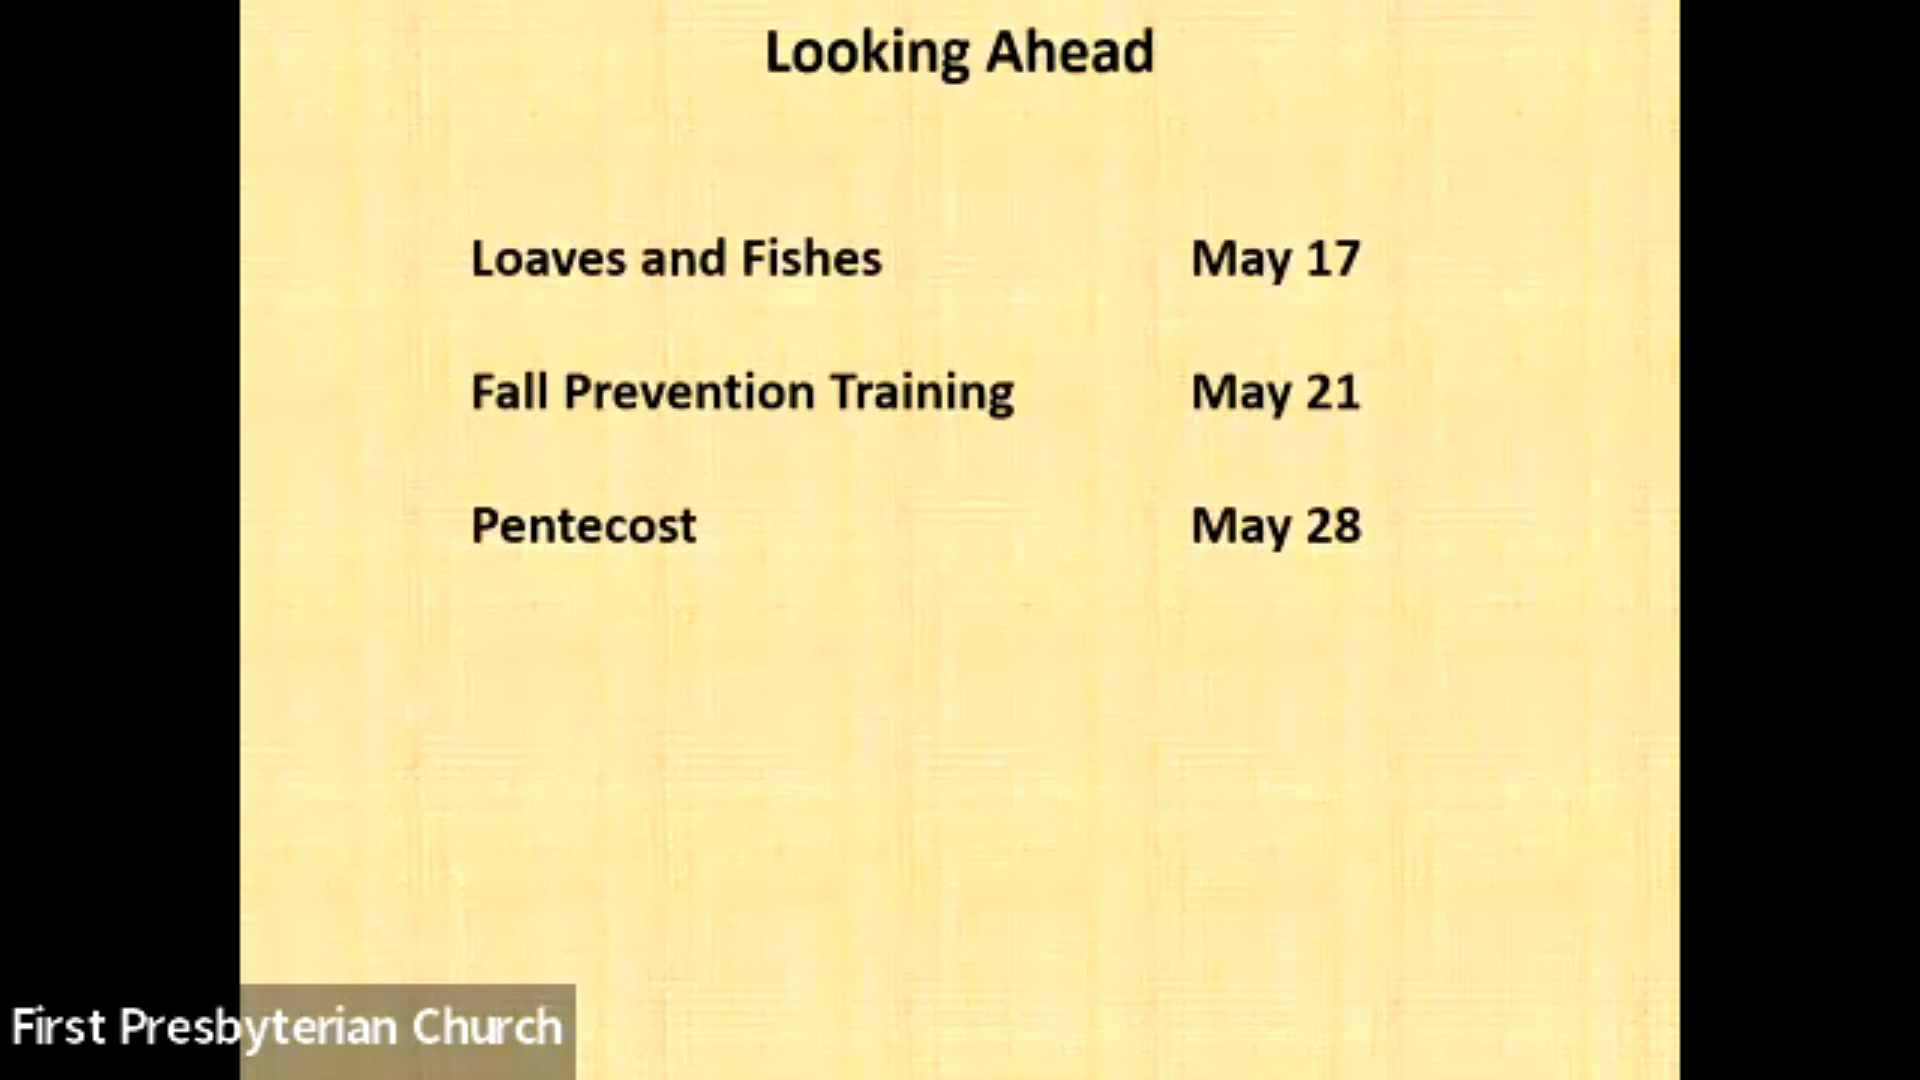 Looking Ahead
Loaves and Fishes May 17
Fall Prevention Training May 21
Pentecost May 28
First Presbyterian Church